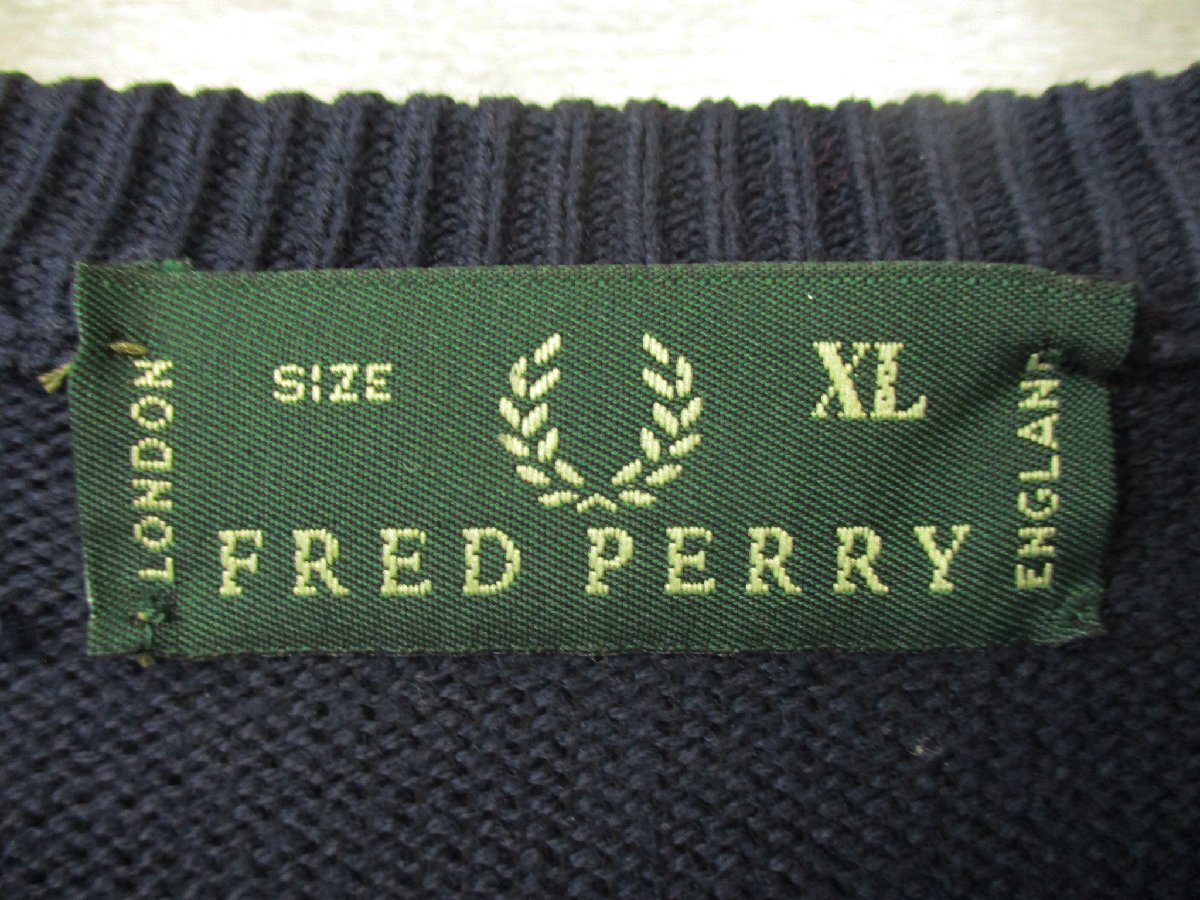 LONDON
SIZE XL
FRED PERRY
ENGLAND